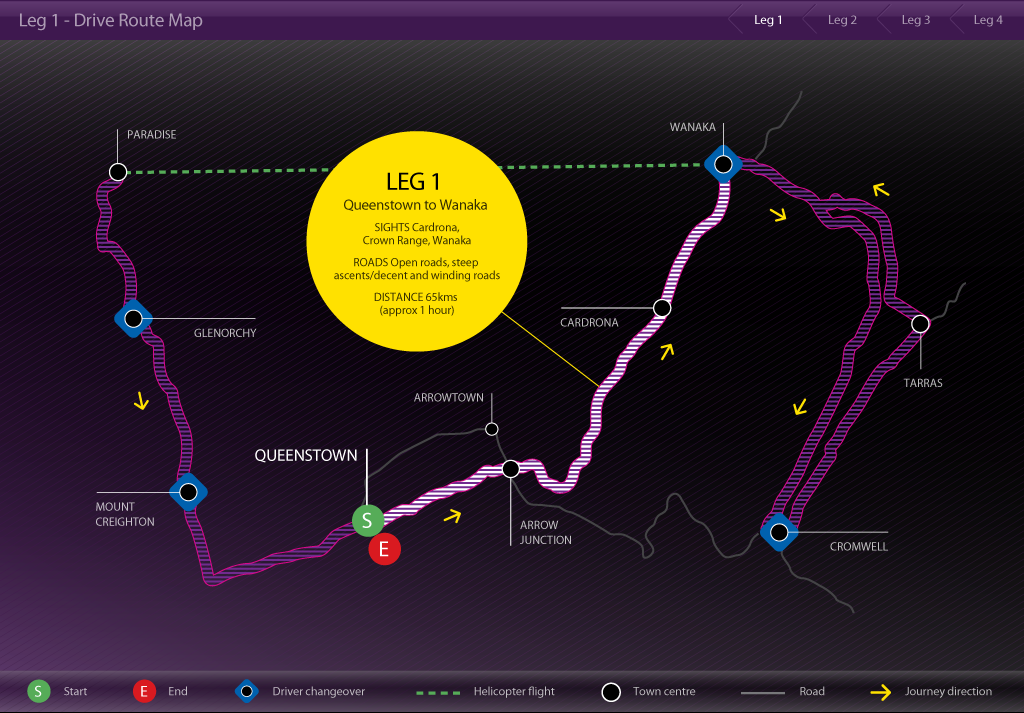 Leg 1 - Drive Route Map
Leg 1
Leg 2
Leg 3
Leg 4
PARADISE
WANAKA
LEG 1
Queenstown to Wanaka
SIGHTS Cardrona,
Crown Range, Wanaka
ROADS Open roads, steep
ascents/decent and winding roads
DISTANCE 65kms
(approx 1 hour)
GLENORCHY
CARDRONA
TARRAS
ARROWTOWN
QUEENSTOWN
MOUNT
CREIGHTON
S
E
ARROW
JUNCTION
CROMWELL
S
Start
E
End
Driver changeover
Helicopter flight
Town centre
Road
Journey direction